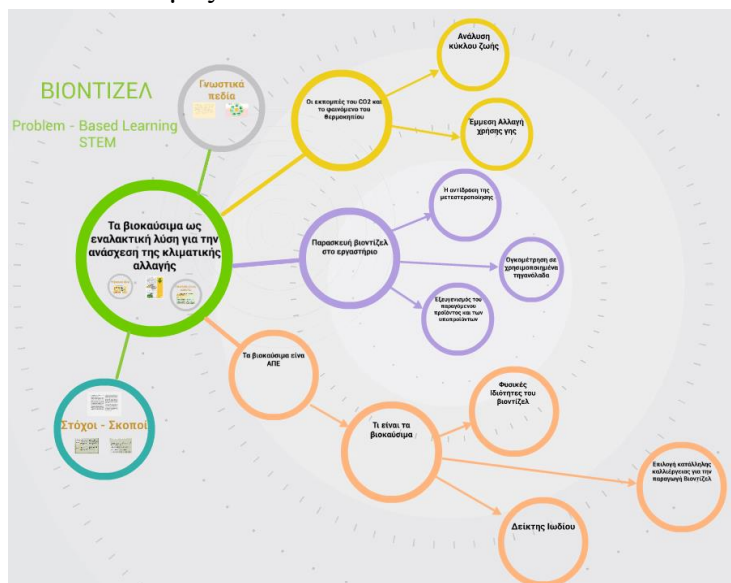 ΒΙΟΝΤΙΖΕΛ
Problem - Based Learning
STEM
Γνωστικά
πεδία
Τα βιοκαύσιμα ως
εναλακτική λύση για την
ανάσχεση της κλιματικής
αλλαγής
Στόχοι - Σκοποί
Οι εκπομπές του CO2 και
το φαινόμενο του
θερμοκηπίου
Ανάλυση
κύκλου ζωής
Έμμεση Αλλαγή
χρήσης γης
Παρασκευή βιοντίζελ
στο εργαστήριο
Η αντίδραση της
μετεστεροποίησης
Ογκομέτρηση σε
χρησιμοποιημένα
τηγανόλαδα
Εξευγενισμός του
παραγόμενου
προϊόντος και των
υποπροϊόντων
Τα βιοκαύσιμα είναι
ΑΠΕ
Τι είναι τα
βιοκαύσιμα
Φυσικές
Ιδιότητες του
βιοντίζελ
Επιλογή κατάλληλης
καλλιέργειας για την
παραγωγή Βιοντίζελ
Δείκτης Ιωδίου